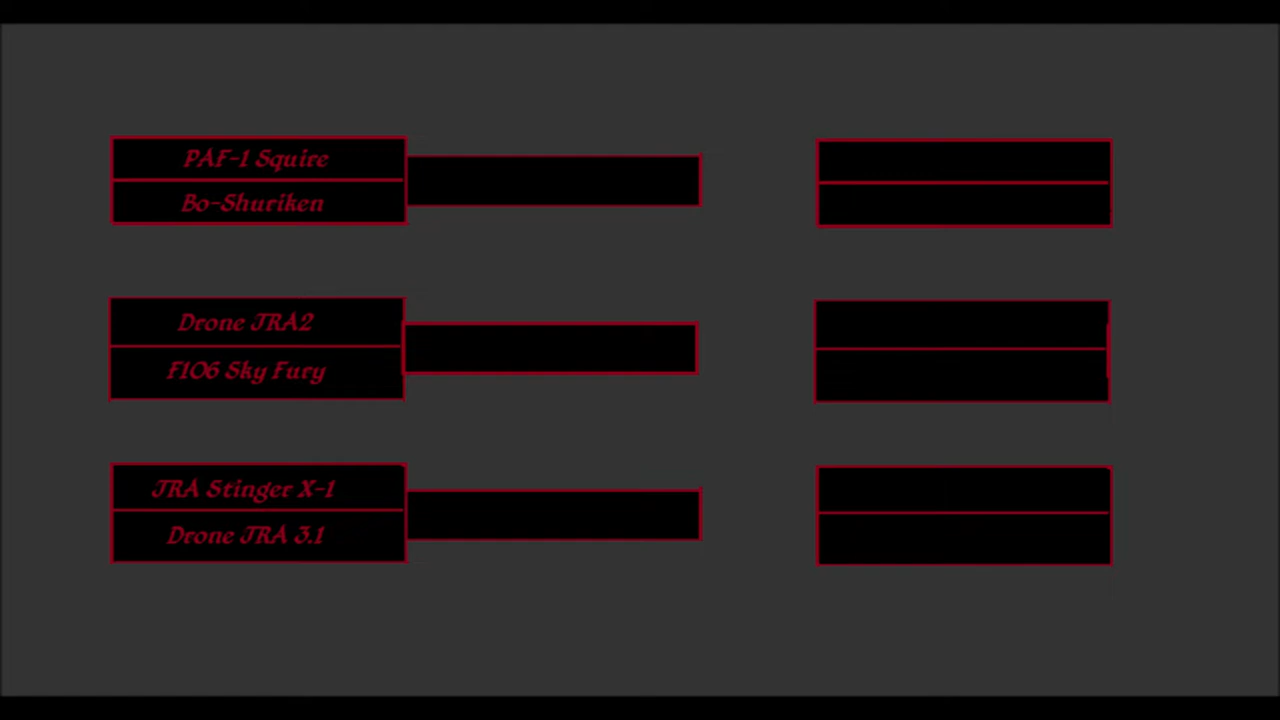 PAF-1 Squire
Bo-Shuriken
Drone JRA2
F106 Sky Fury
JRA Stinger X-1
Drone JRA 3.1